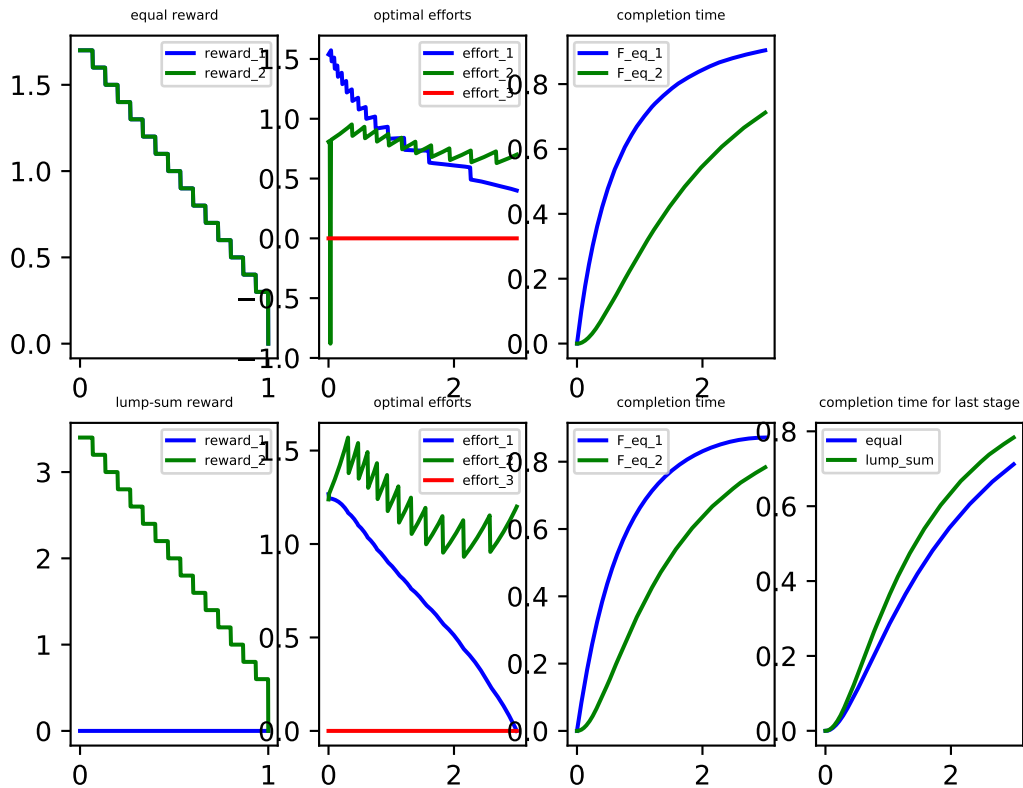 equal reward
reward_1
reward_2
1.5
1.0
0.5
0.0
0
1
optimal efforts
effort_1
effort_2
effort_3
1.5
1.0
0.5
0.0
−0.5
−1.0
0
2
completion time
F_eq_1
F_eq_2
0.8
0.6
0.4
0.2
0.0
0
2
lump-sum reward
reward_1
reward_2
3
2
1
0
0
1
optimal efforts
effort_1
effort_2
effort_3
1.5
1.0
0.5
0.0
0
2
completion time
F_eq_1
F_eq_2
0.8
0.6
0.4
0.2
0.0
0
2
completion time for last stage
equal
lump_sum
0.8
0.6
0.4
0.2
0.0
0
2